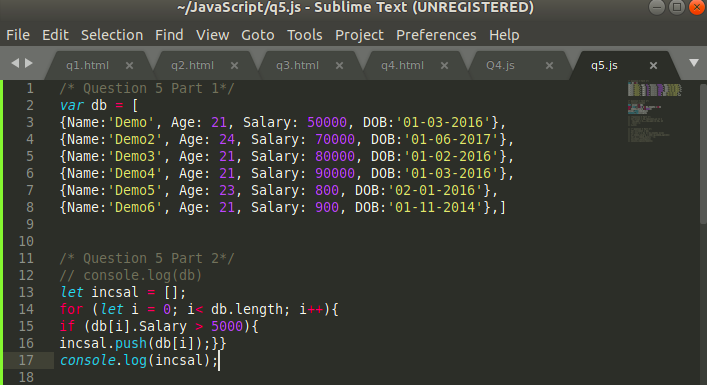 ~/JavaScript/q5.js - Sublime Text (UNREGISTERED)
File Edit Selection Find View Goto Tools Project Preferences Help
q1.html q2.html q3.html q4.html Q4.js q5.js
1 /* Question 5 Part 1*/
2 var db = [
3 {Name:'Demo', Age: 21, Salary: 50000, DOB:'01-03-2016'},
4 {Name:'Demo2', Age: 24, Salary: 70000, DOB:'01-06-2017'},
5 {Name:'Demo3', Age: 21, Salary: 80000, DOB:'01-02-2016'},
6 {Name:'Demo4', Age: 21, Salary: 90000, DOB:'01-03-2016'},
7 {Name:'Demo5', Age: 23, Salary: 800, DOB:'02-01-2016'},
8 {Name:'Demo6', Age: 21, Salary: 900, DOB:'01-11-2014'},]
9
10
11 /* Question 5 Part 2*/
12 // console.log(db)
13 let incsal = [];
14 for (let i = 0; i< db.length; i++){
15 if (db[i].Salary > 5000){
16 incsal.push(db[i]);}}
17 console.log(incsal);
18